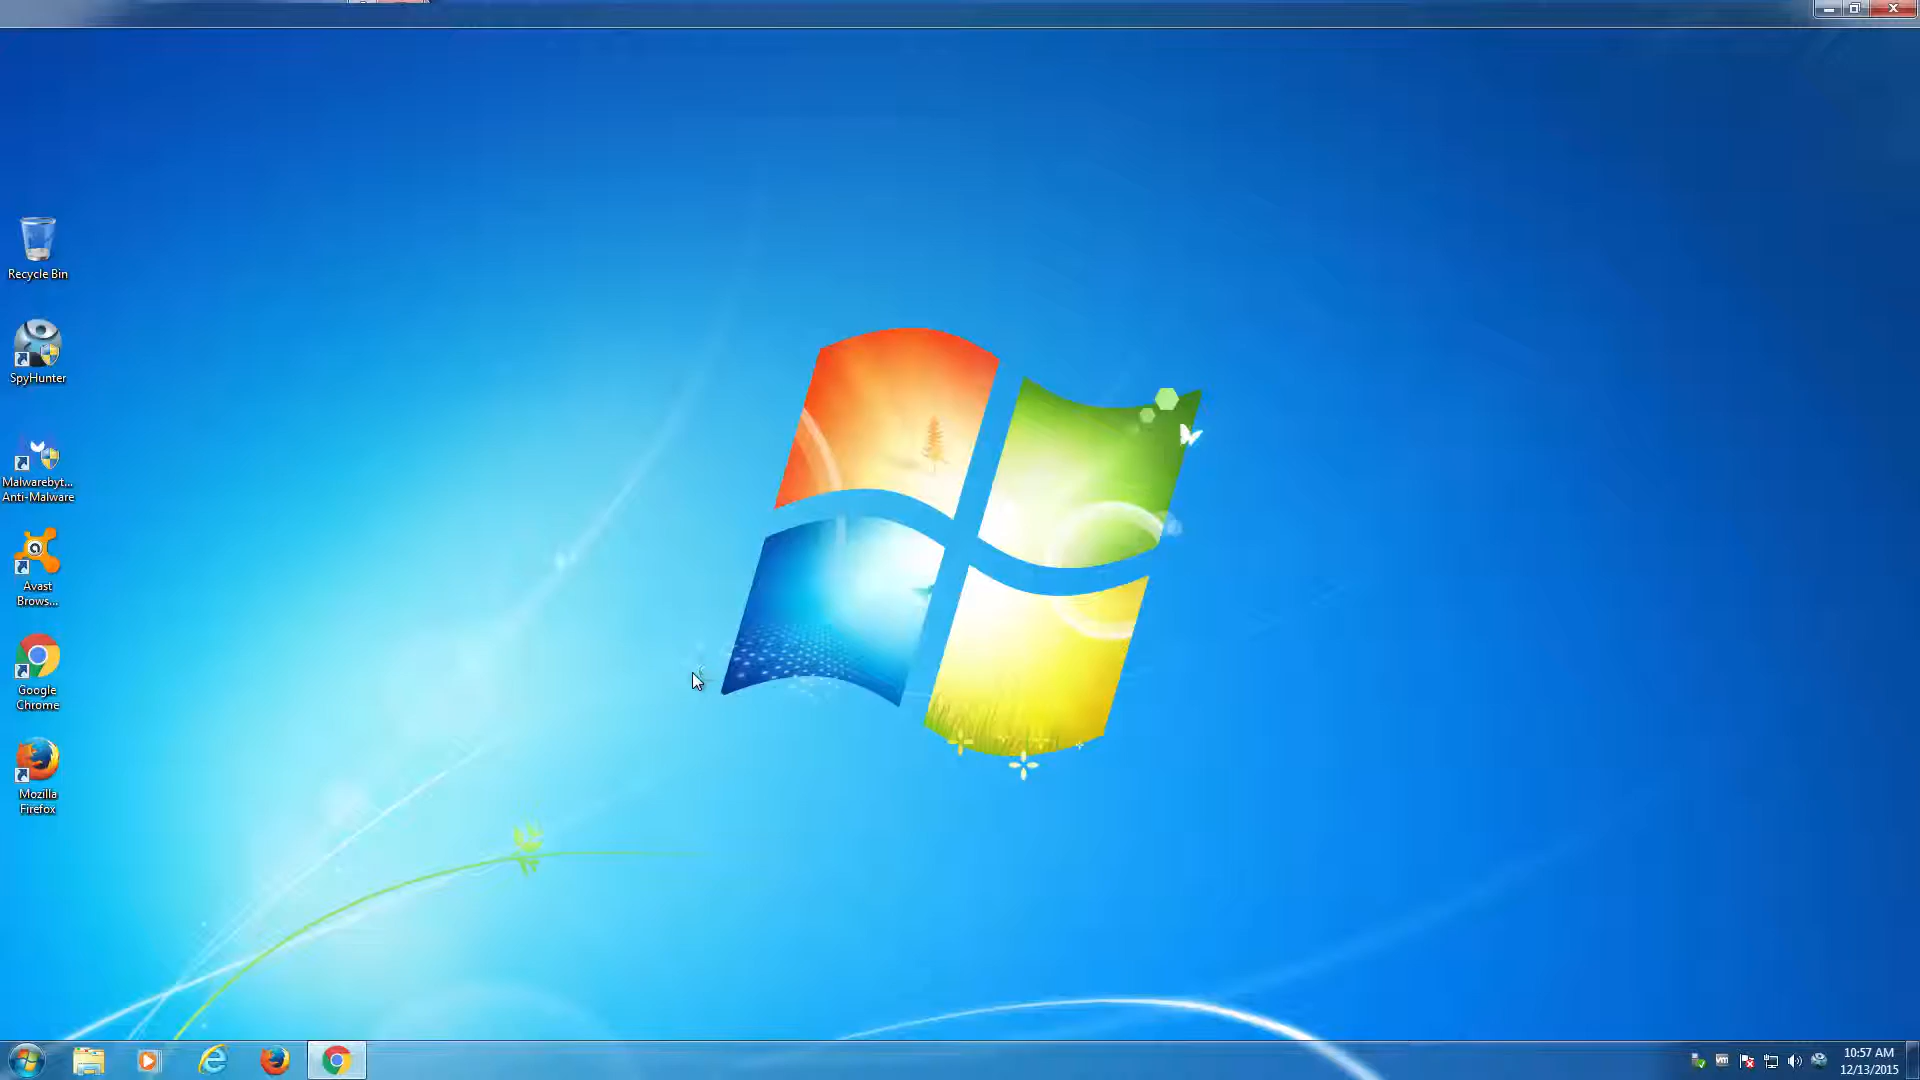 Recycle Bin
SpyHunter
Malwarebyt...
Anti-Malware
Avast
Brows...
Google
Chrome
Mozilla
Firefox
10:57 AM
12/13/2015